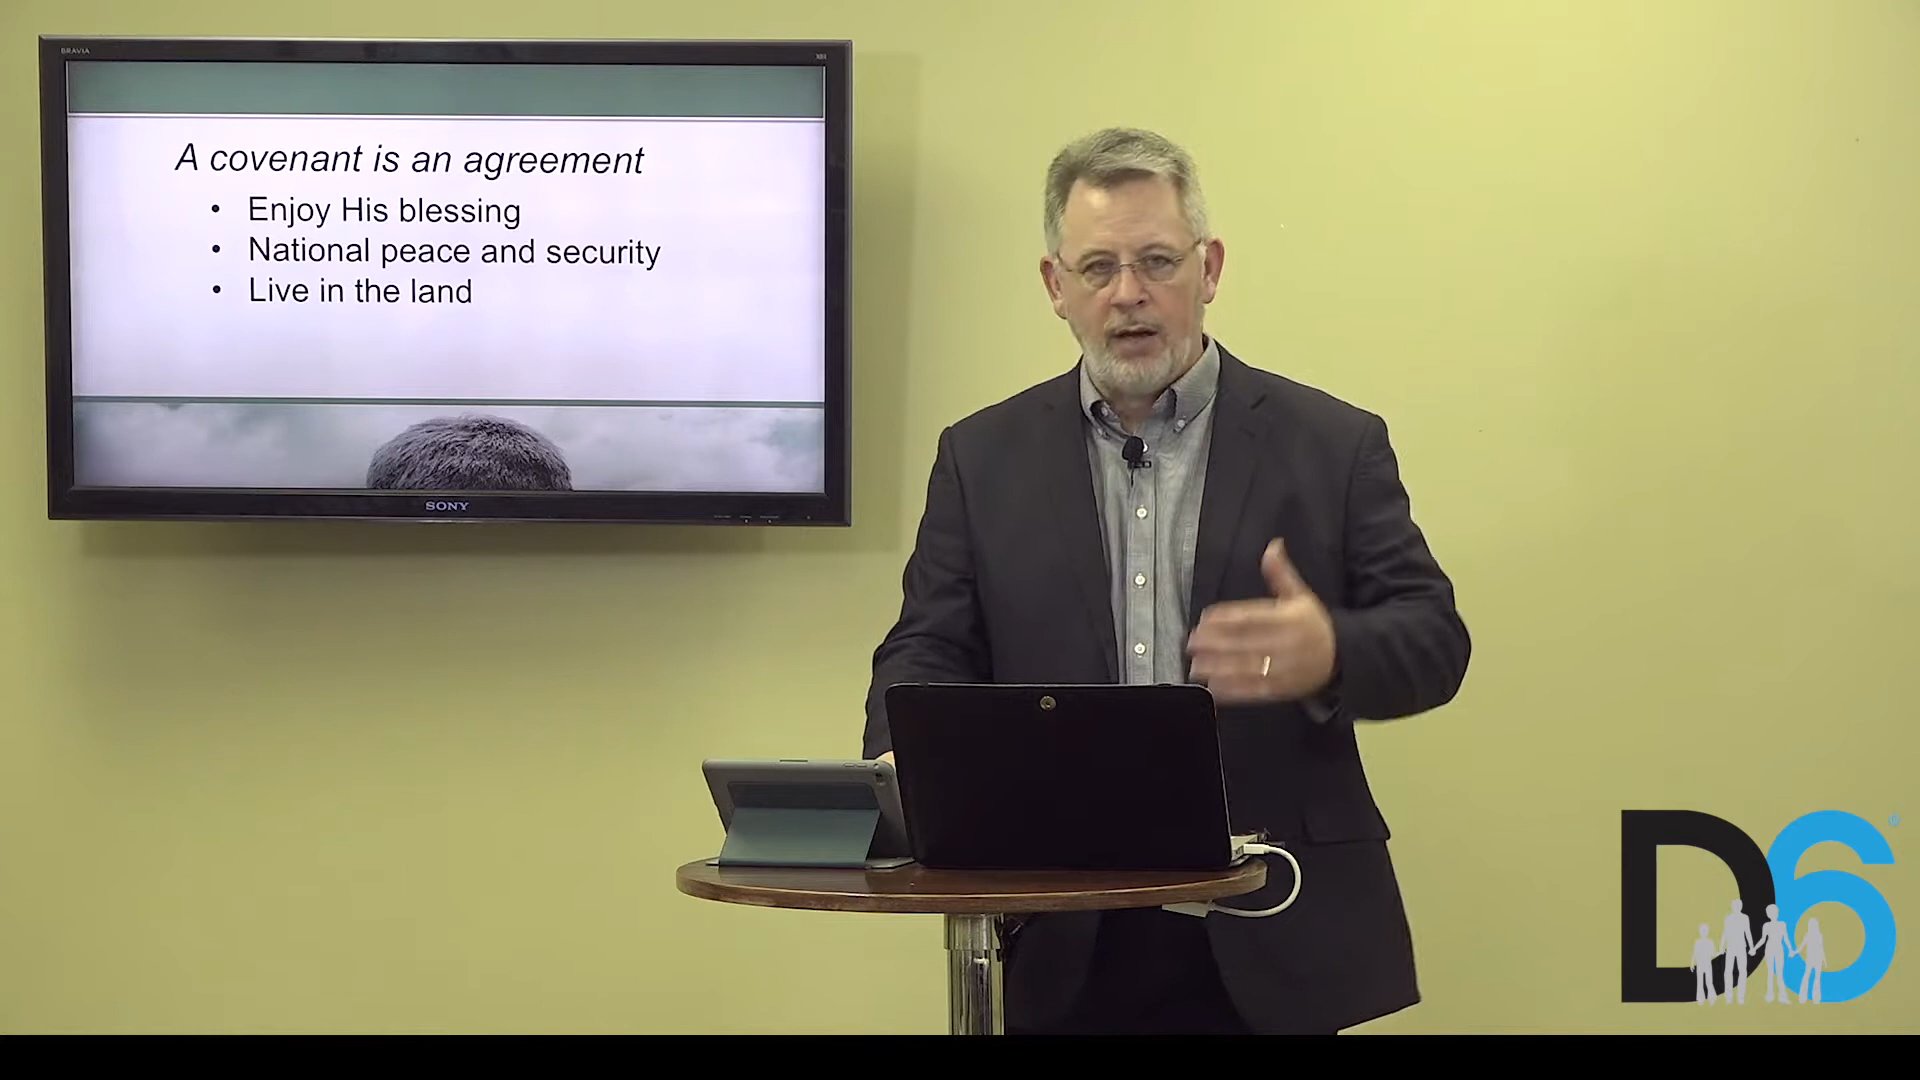 BRAVIA
A covenant is an agreement
• Enjoy His blessing
• National peace and security
• Live in the land
SONY
D6®